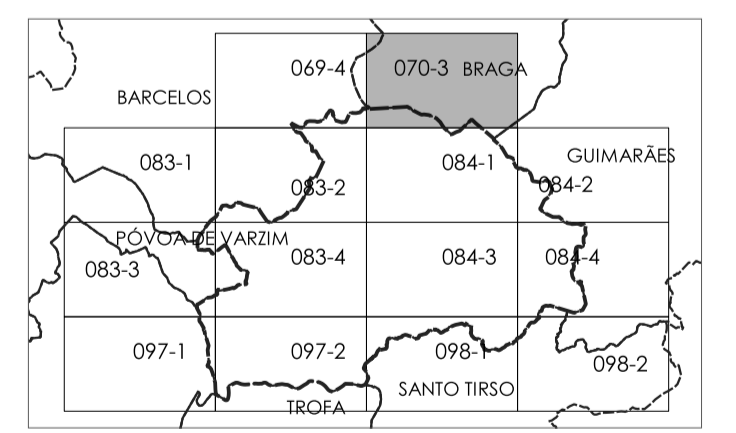 069-4
070-3 BRAGA
BARCELOS
083-1
084-1
GUIMARÃES
083-2
084-2
PÓVOA DE VARZIM
083-3
083-4
084-3
084-4
097-1
097-2
098-1
098-2
SANTO TIRSO
TROFA